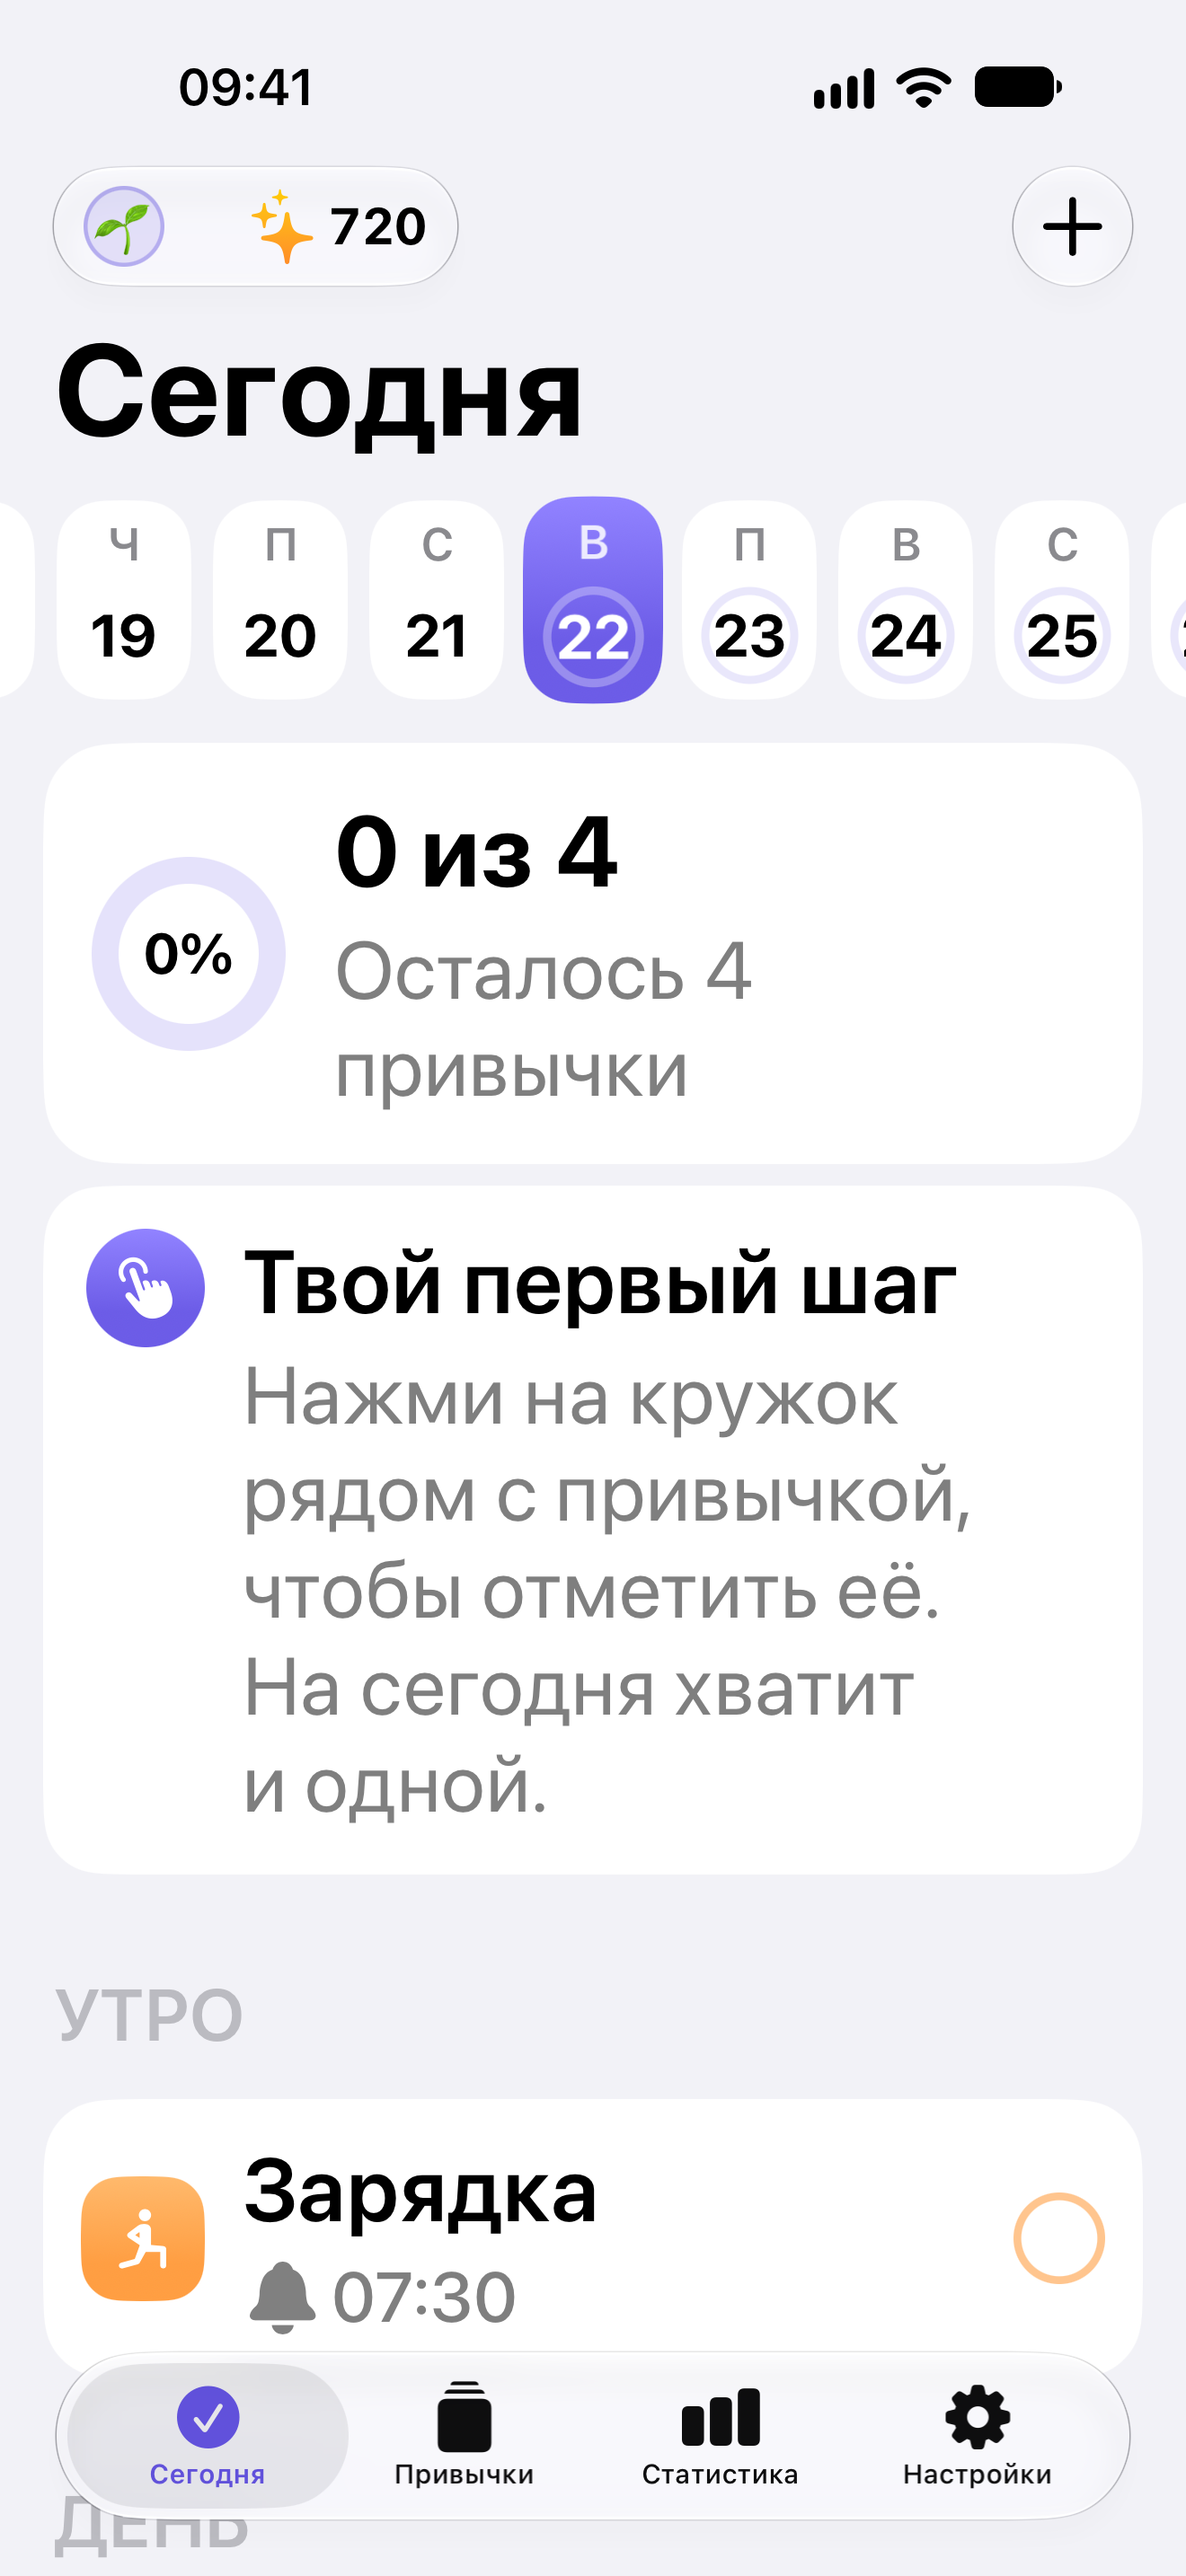 09:41
720
Сегодня
Ч П С В П В С
19 20 21 22 23 24 25
0 из 4
0%
Осталось 4
привычки
Твой первый шаг
Нажми на кружок
рядом с привычкой,
чтобы отметить её.
На сегодня хватит
и одной.
УТРО
Зарядка
07:30
Сегодня Привычки Статистика Настройки
ДЕНЬ